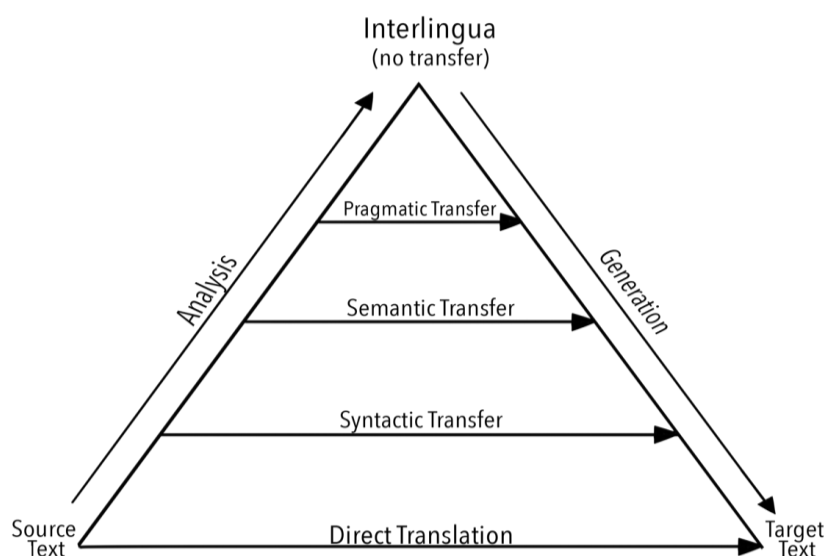 Interlingua
(no transfer)
Pragmatic Transfer
Analysis
Generation
Semantic Transfer
Syntactic Transfer
Source
Text
Direct Translation
Target
Text